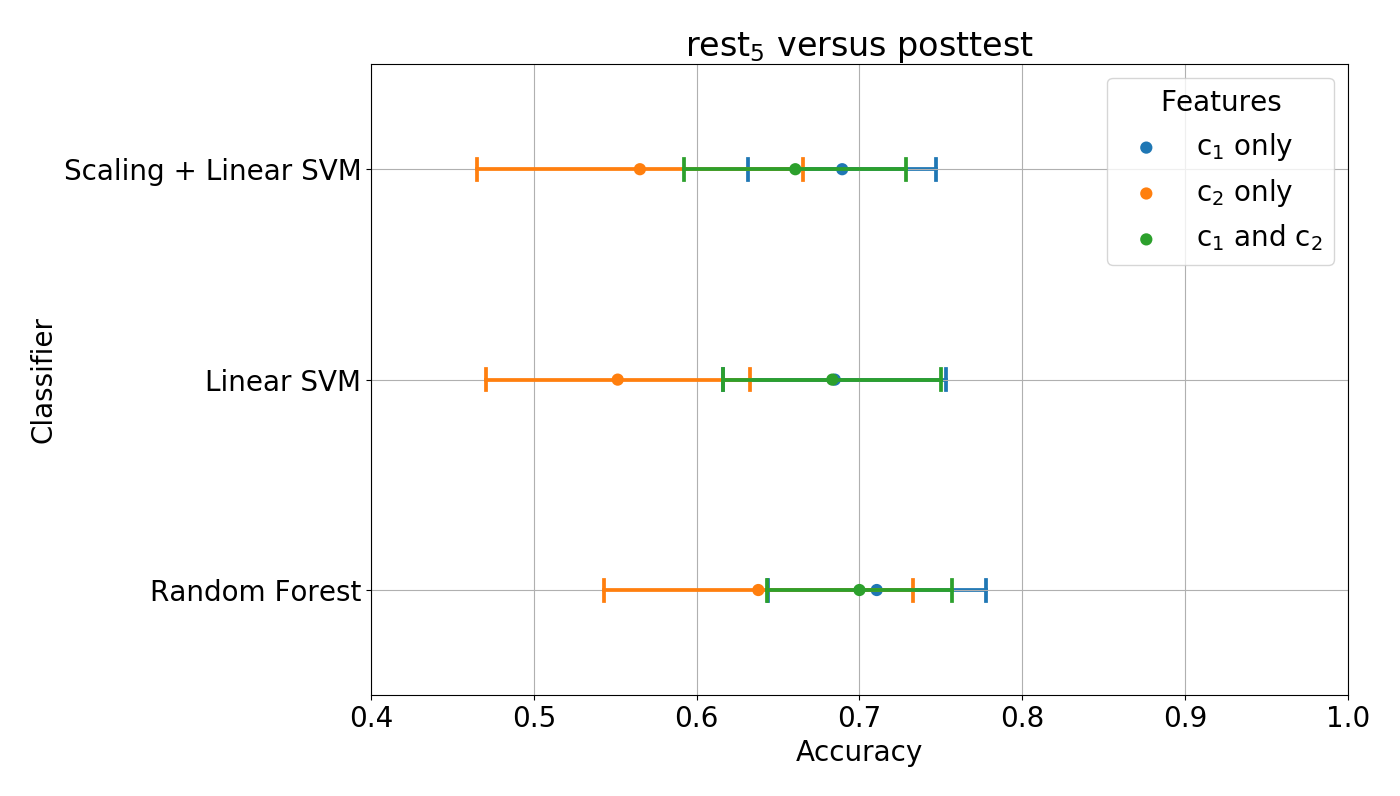 rest₅ versus posttest
Features
c₁ only
c₂ only
c₁ and c₂
Classifier
Scaling + Linear SVM
Linear SVM
Random Forest
0.4 0.5 0.6 0.7 0.8 0.9 1.0
Accuracy